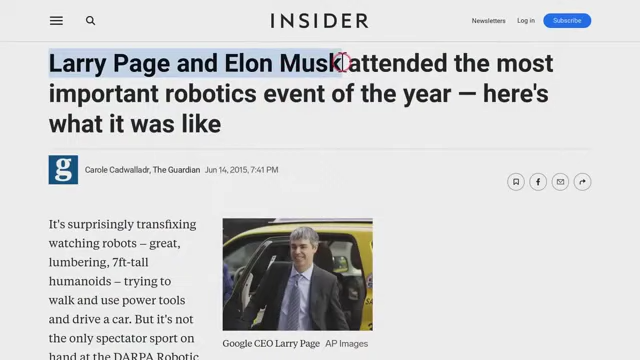 INSIDER
Newsletters
Log in
Subscribe
Larry Page and Elon Musk attended the most
important robotics event of the year — here's
what it was like
g
Carole Cadwalladr, The Guardian Jun 14, 2015, 7:41 PM
It's surprisingly transfixing
watching robots – great,
lumbering, 7ft-tall
humanoids – trying to
walk and use power tools
and drive a car. But it's not
the only spectator sport on
hand at the DARPA Robotic
Google CEO Larry Page AP Images